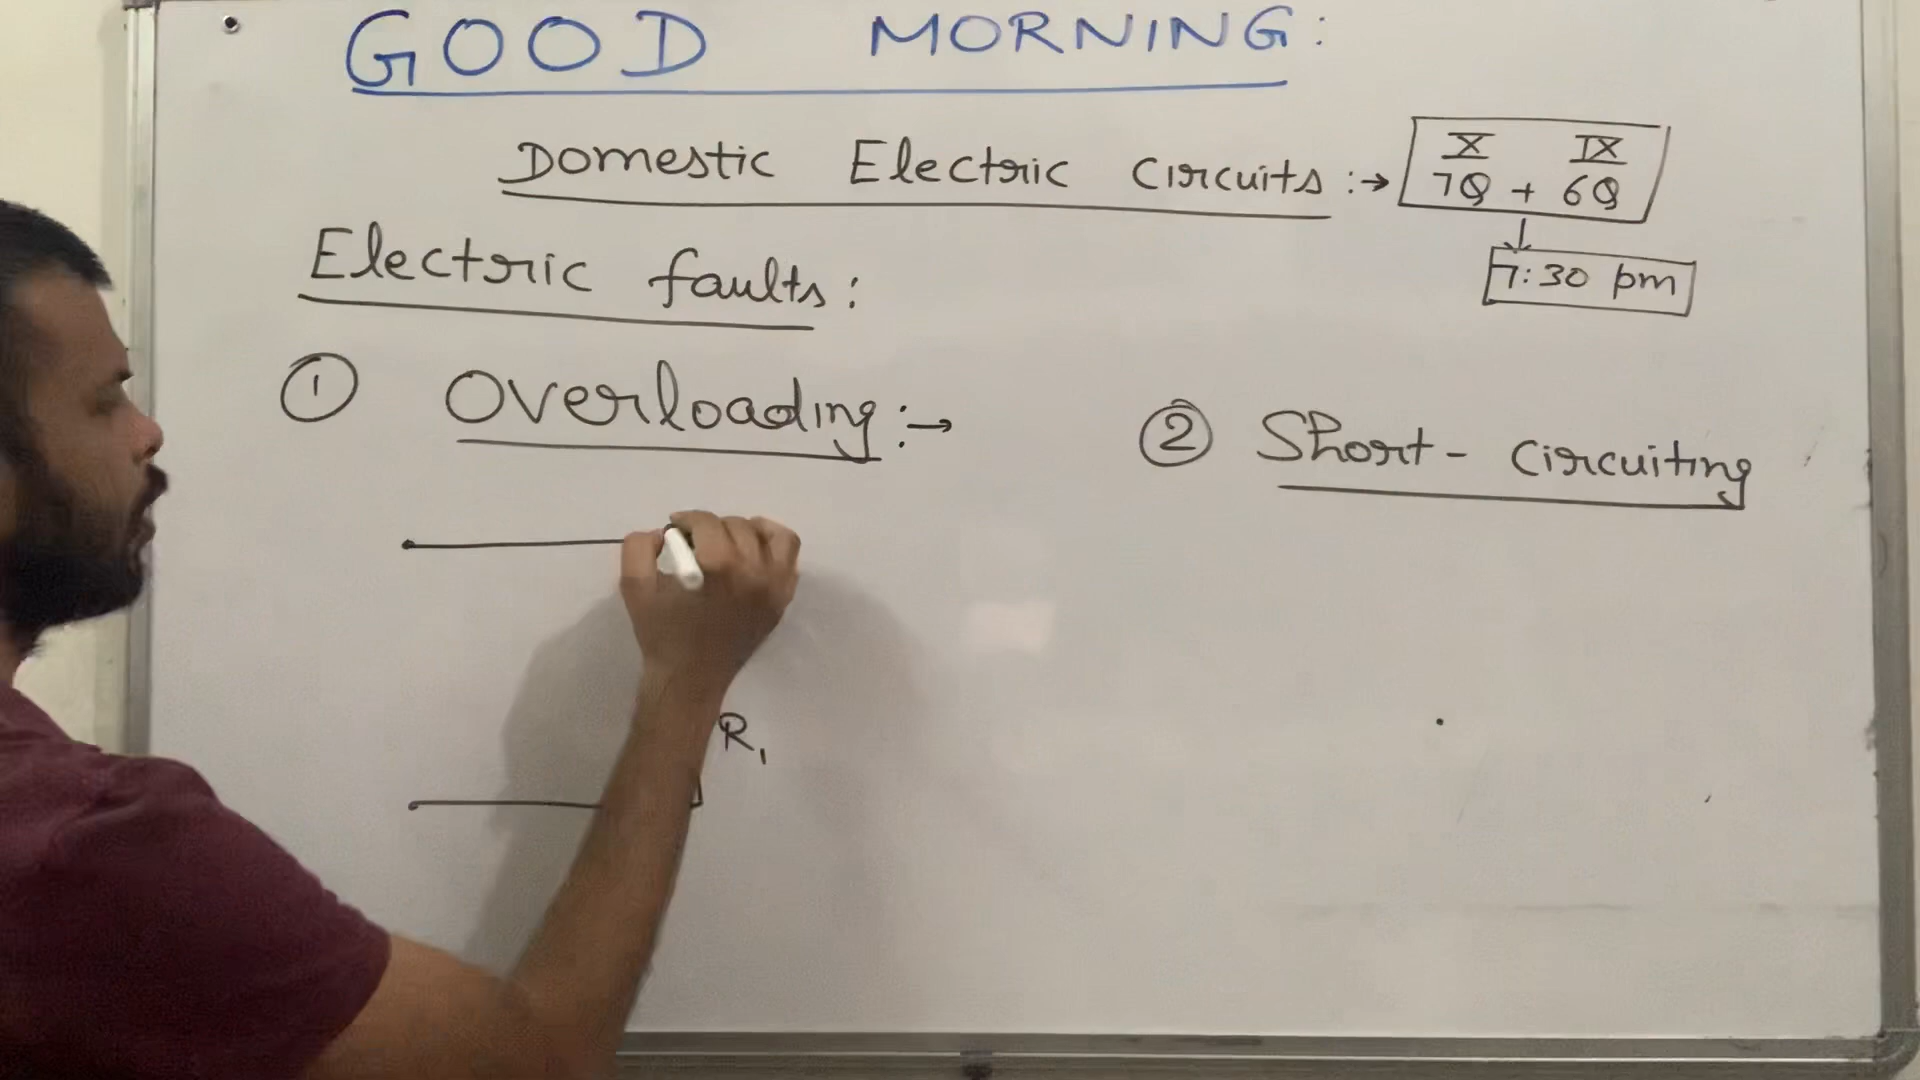 GOOD MORNING:
Domestic Electric Circuits :→
X IX
7Q + 6Q
7:30 pm
Electric faults:
① Overloading:→
② Short- circuiting
R1